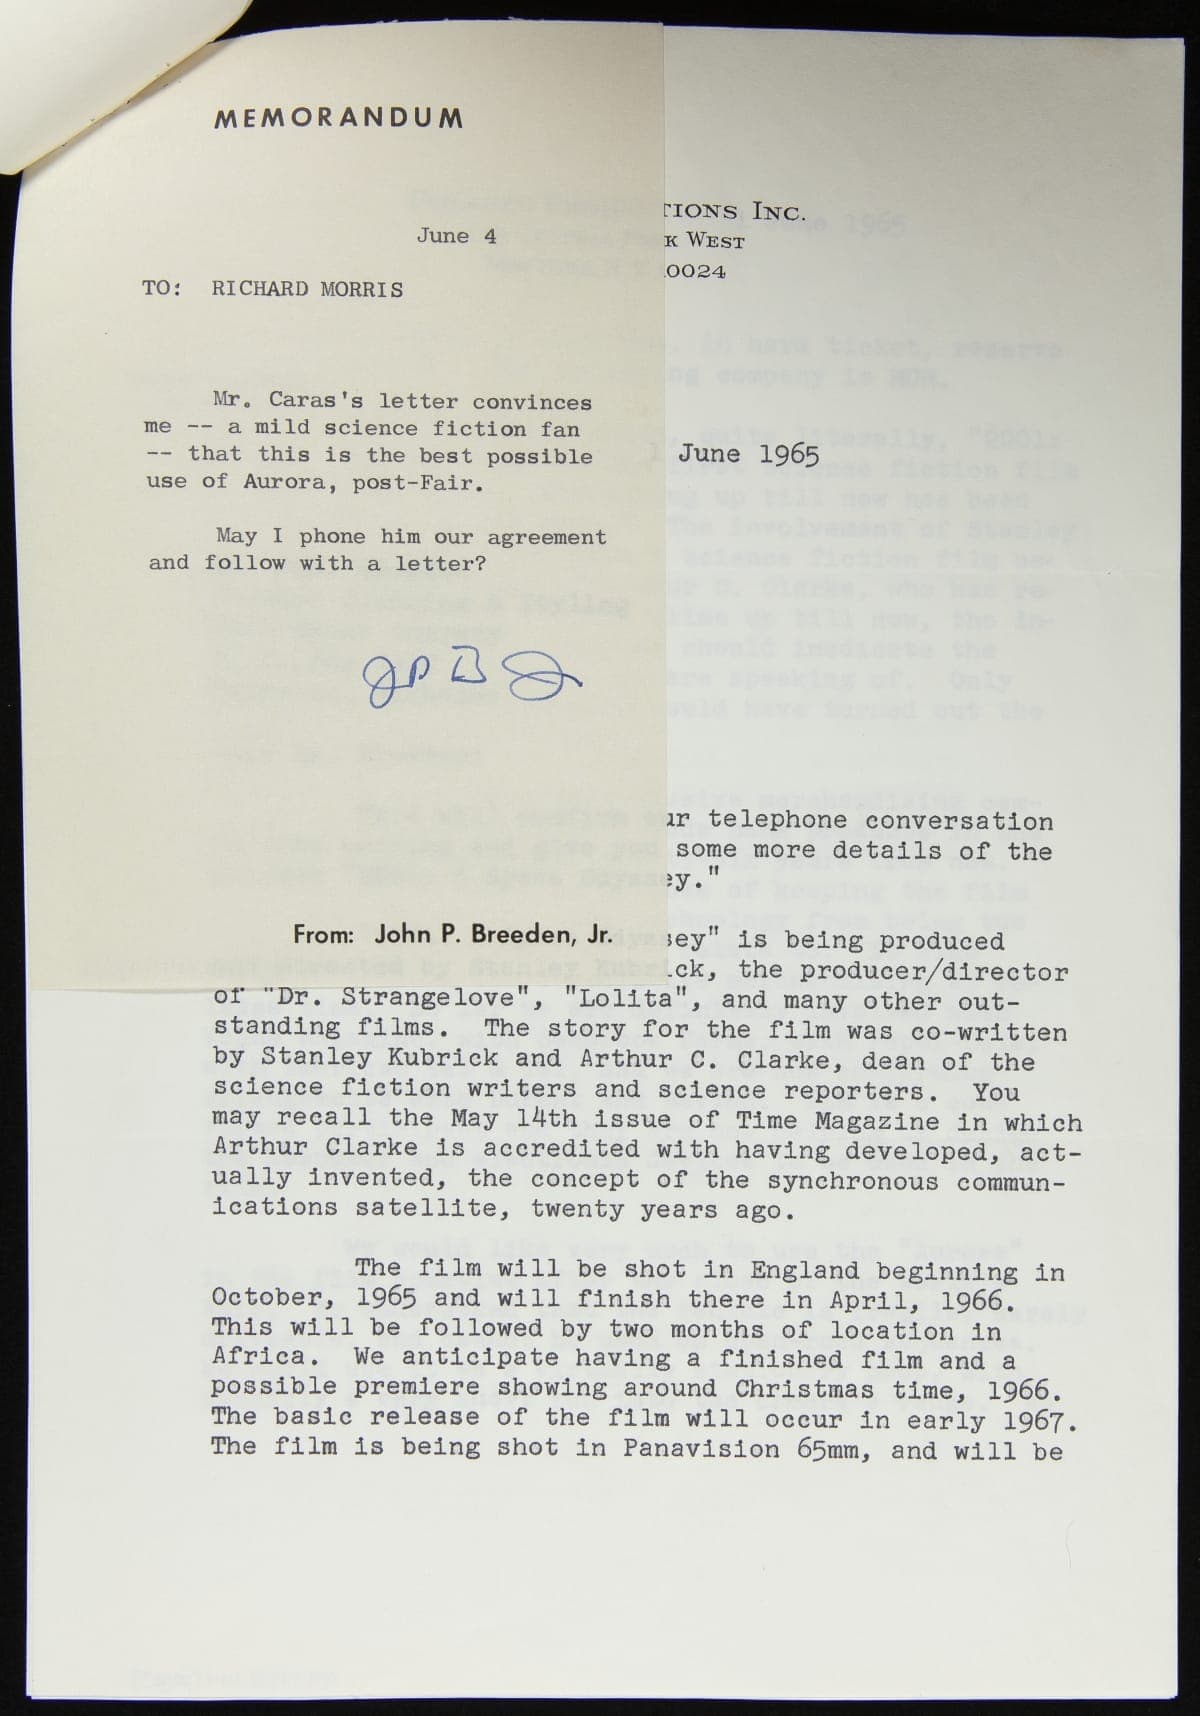 MEMORANDUM
June 4
TO: RICHARD MORRIS
Mr. Caras's letter convinces
me -- a mild science fiction fan
-- that this is the best possible
use of Aurora, post-Fair.
May I phone him our agreement
and follow with a letter?
JPBJ
From: John P. Breeden, Jr.
TIONS INC.
K WEST
0024
1 June 1965
ur telephone conversation
some more details of the
ey."
sey" is being produced
ck, the producer/director
of "Dr. Strangelove", "Lolita", and many other out-
standing films. The story for the film was co-written
by Stanley Kubrick and Arthur C. Clarke, dean of the
science fiction writers and science reporters. You
may recall the May 14th issue of Time Magazine in which
Arthur Clarke is accredited with having developed, act-
ually invented, the concept of the synchronous commun-
ications satellite, twenty years ago.
The film will be shot in England beginning in
October, 1965 and will finish there in April, 1966.
This will be followed by two months of location in
Africa. We anticipate having a finished film and a
possible premiere showing around Christmas time, 1966.
The basic release of the film will occur in early 1967.
The film is being shot in Panavision 65mm, and will be